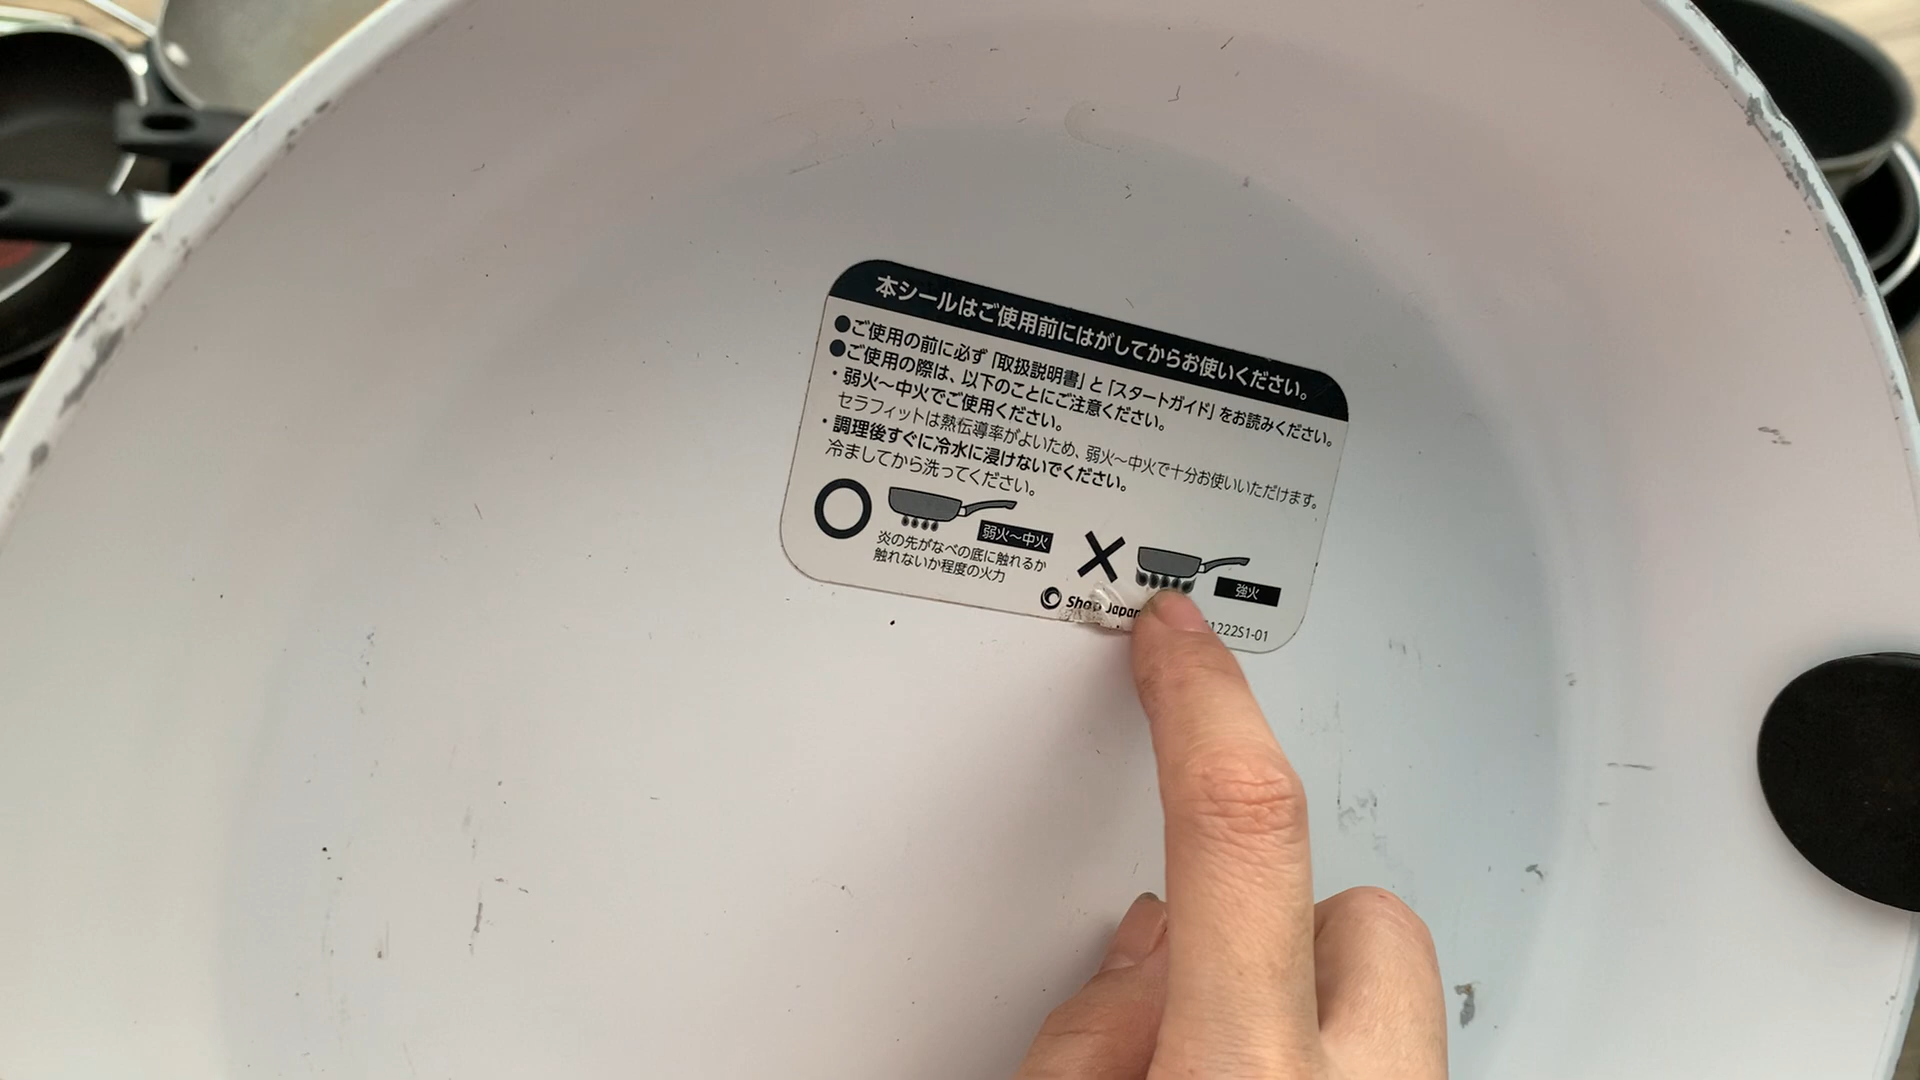 本シールはご使用前にはがしてからお使いください。
●ご使用の前に必ず「取扱説明書」と「スタートガイド」をお読みください。
●ご使用の際は、以下のことにご注意ください。
・弱火～中火でご使用ください。
セラフィットは熱伝導率がよいため、弱火～中火で十分お使いいただけます。
・調理後すぐに冷水に浸けないでください。
冷ましてから洗ってください。
弱火～中火
炎の先がなべの底に触れるか
触れないか程度の火力
強火
Shop Japan
1222S1-01